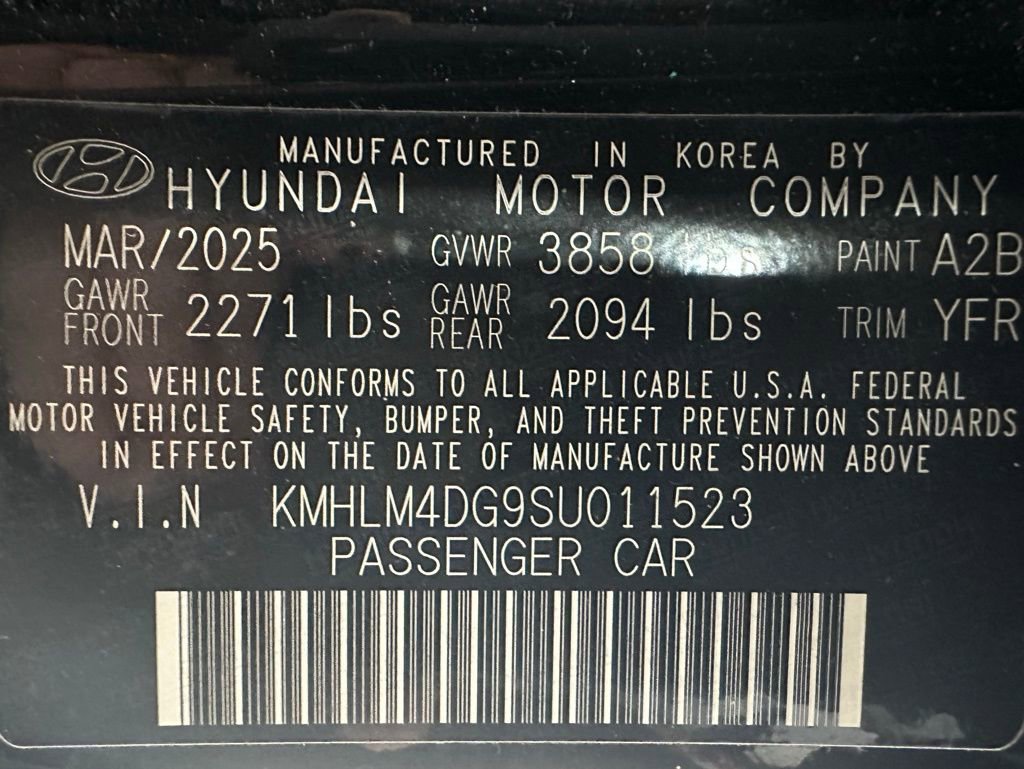 MANUFACTURED IN KOREA BY
HYUNDAI MOTOR COMPANY
MAR/2025 GVWR 3858 lbs PAINT A2B
GAWR FRONT 2271 lbs GAWR REAR 2094 lbs TRIM YFR
THIS VEHICLE CONFORMS TO ALL APPLICABLE U.S.A. FEDERAL
MOTOR VEHICLE SAFETY, BUMPER, AND THEFT PREVENTION STANDARDS
IN EFFECT ON THE DATE OF MANUFACTURE SHOWN ABOVE
V.I.N KMHLM4DG9SU011523
PASSENGER CAR